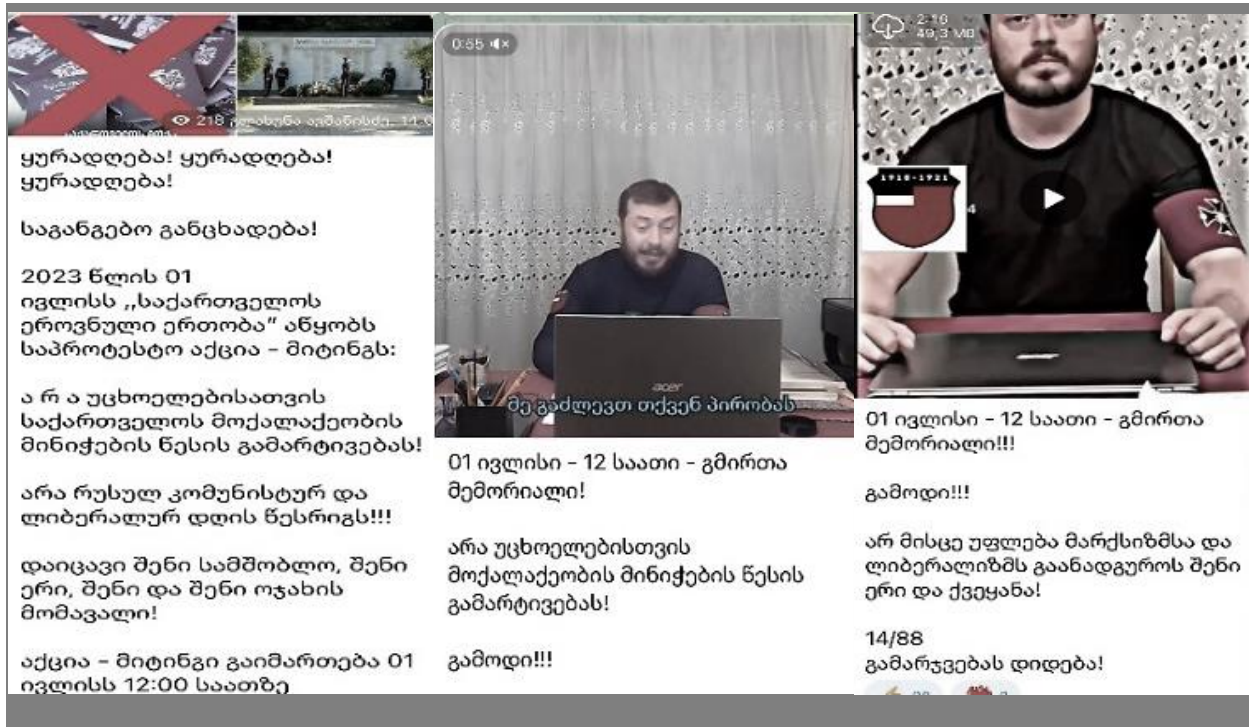 218
ყურადღება! ყურადღება!
ყურადღება!
საგანგებო განცხადება!
2023 წლის 01
ივლისს ,,საქართველოს
ეროვნული ერთობა” აწყობს
საპროტესტო აქცია – მიტინგს:
ა რ ა უცხოელებისათვის
საქართველოს მოქალაქეობის
მინიჭების წესის გამარტივებას!
არა რუსულ კომუნისტურ და
ლიბერალურ დღის წესრიგს!!!
დაიცავი შენი სამშობლო, შენი
ერი, შენი და შენი ოჯახის
მომავალი!
აქცია – მიტინგი გაიმართება 01
ივლისს 12:00 საათზე
0:55
acer
მე გაძლევთ თქვენ პირობას
01 ივლისი – 12 საათი – გმირთა
მემორიალი!
არა უცხოელებისთვის
მოქალაქეობის მინიჭების წესის
გამარტივებას!
გამოდი!!!
2:16
49,3 MB
1918-1921
01 ივლისი – 12 საათი – გმირთა
მემორიალი!!!
გამოდი!!!
არ მისცე უფლება მარქსიზმსა და
ლიბერალიზმს გაანადგუროს შენი
ერი და ქვეყანა!
14/88
გამარჯვებას დიდება!